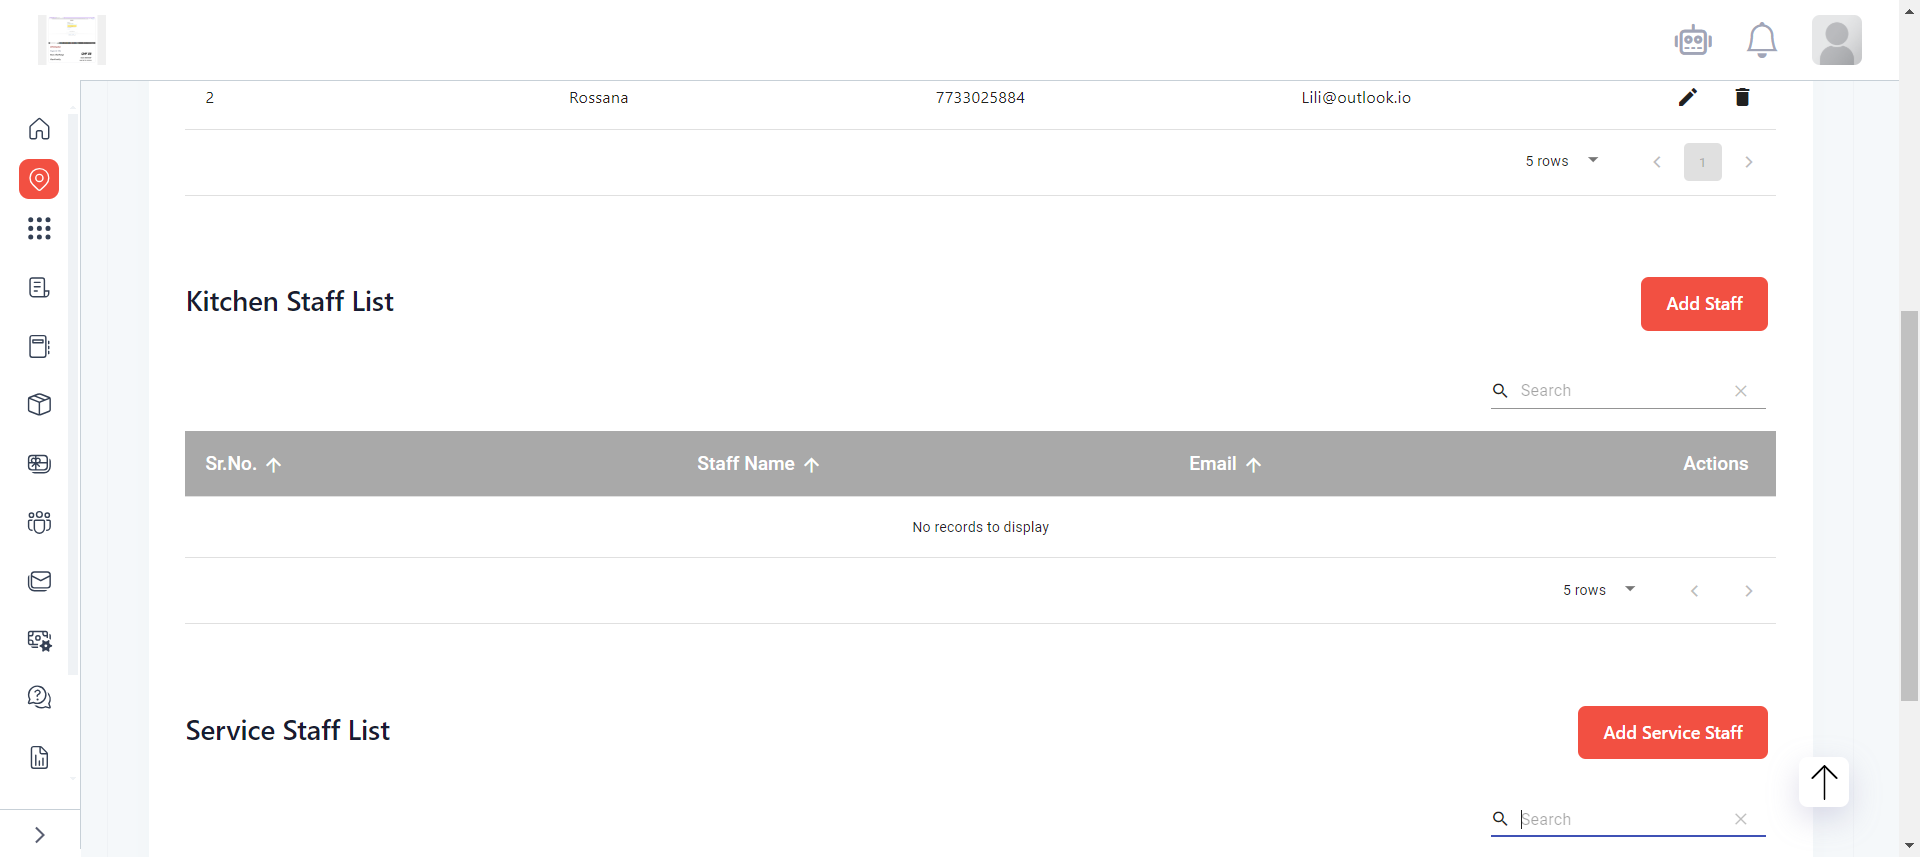 2 Rossana 7733025884 Lili@outlook.io
5 rows 1
Kitchen Staff List Add Staff
Search
Sr.No. Staff Name Email Actions
No records to display
5 rows
Service Staff List Add Service Staff
Search